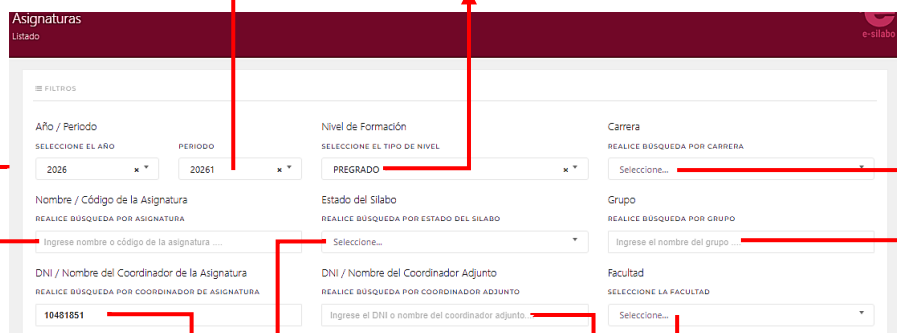 Asignaturas
Listado
e-silabo
FILTROS
Año / Periodo
Nivel de Formación
Carrera
SELECCIONE EL AÑO
PERIODO
SELECCIONE EL TIPO DE NIVEL
REALICE BÚSQUEDA POR CARRERA
2026 × 20261 × PREGRADO × Seleccione...
Nombre / Código de la Asignatura
Estado del Silabo
Grupo
REALICE BÚSQUEDA POR ASIGNATURA
REALICE BÚSQUEDA POR ESTADO DEL SILABO
REALICE BÚSQUEDA POR GRUPO
Ingrese nombre o código de la asignatura ....
Seleccione...
Ingrese el nombre del grupo ....
DNI / Nombre del Coordinador de la Asignatura
DNI / Nombre del Coordinador Adjunto
Facultad
REALICE BÚSQUEDA POR COORDINADOR DE ASIGNATURA
REALICE BÚSQUEDA POR COORDINADOR ADJUNTO
SELECCIONE LA FACULTAD
10481851
Ingrese el DNI o nombre del coordinador adjunto...
Seleccione...